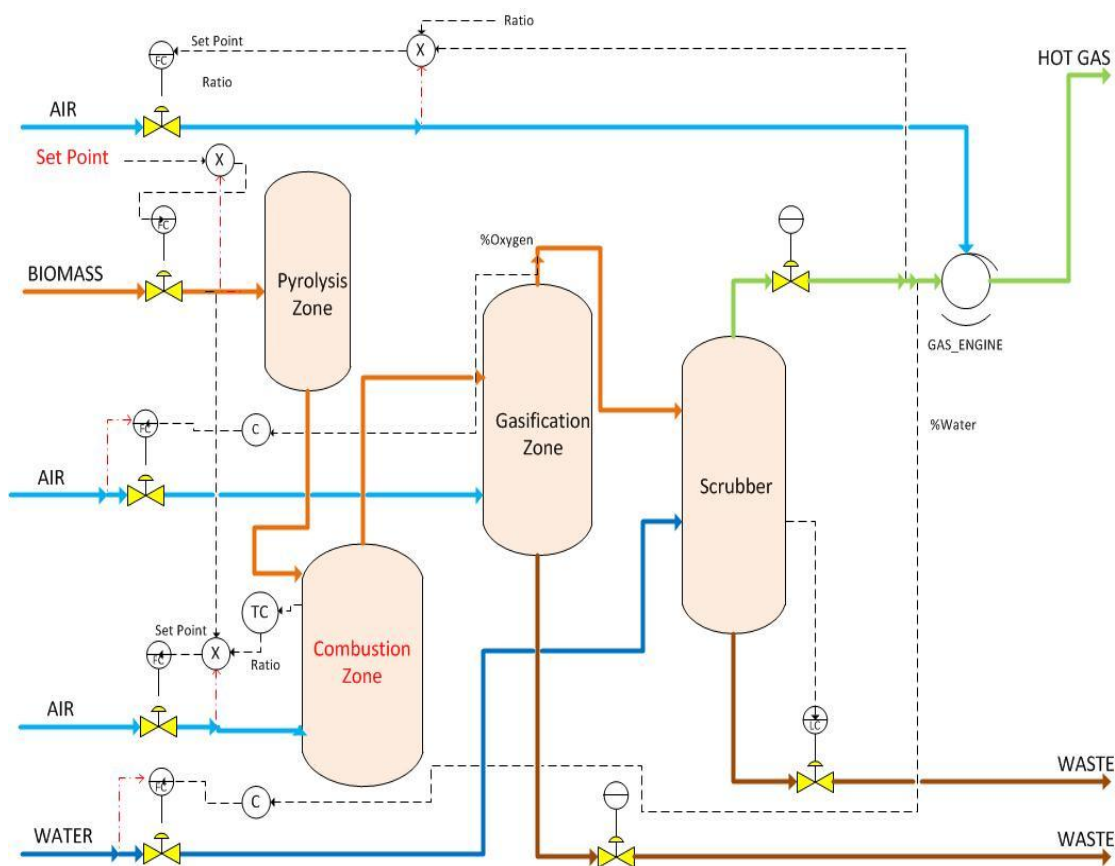 Ratio
Set Point
X
FC
HOT GAS
Ratio
AIR
Set Point
X
FC
%Oxygen
BIOMASS
Pyrolysis
Zone
GAS_ENGINE
FC
C
Gasification
Zone
%Water
AIR
Scrubber
TC
Set Point
FC
X
Ratio
Combustion
Zone
AIR
LC
WASTE
FC
C
WATER
WASTE